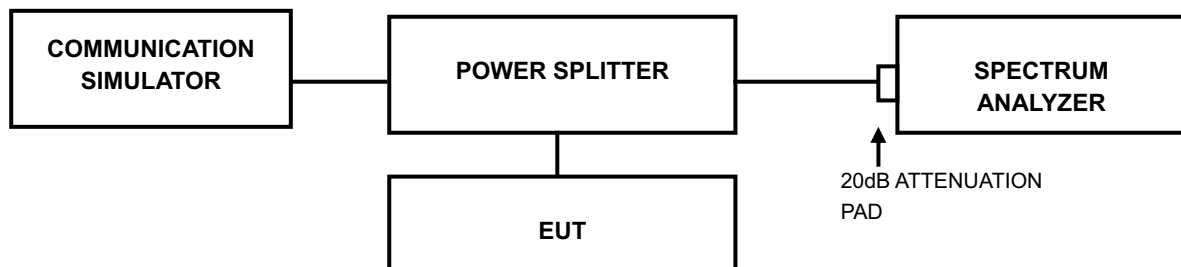 COMMUNICATION
SIMULATOR
POWER SPLITTER
SPECTRUM
ANALYZER
20dB ATTENUATION
PAD
EUT